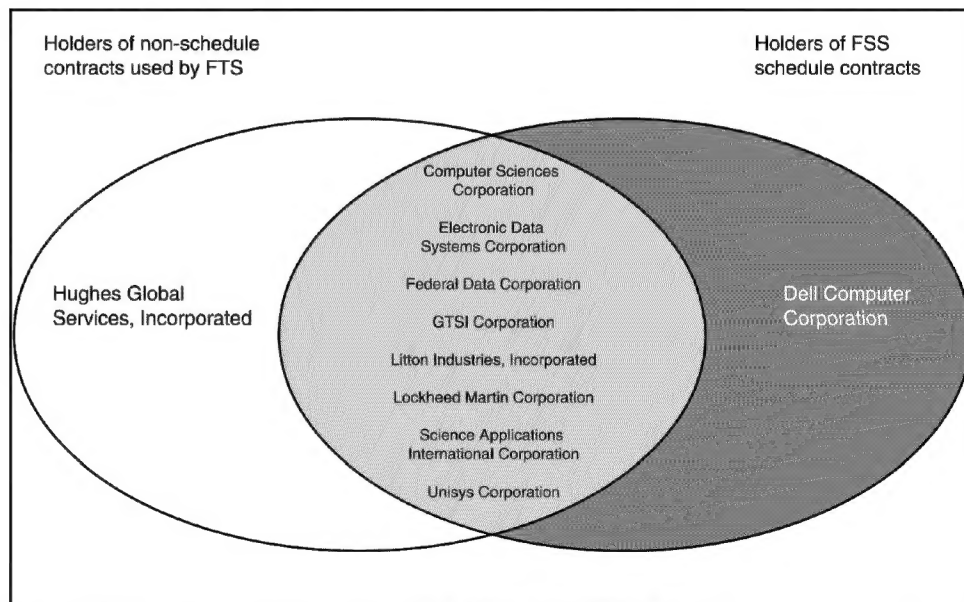 Holders of non-schedule
contracts used by FTS
Holders of FSS
schedule contracts
Computer Sciences
Corporation
Electronic Data
Systems Corporation
Federal Data Corporation
GTSI Corporation
Litton Industries, Incorporated
Lockheed Martin Corporation
Science Applications
International Corporation
Unisys Corporation
Hughes Global
Services, Incorporated
Dell Computer
Corporation